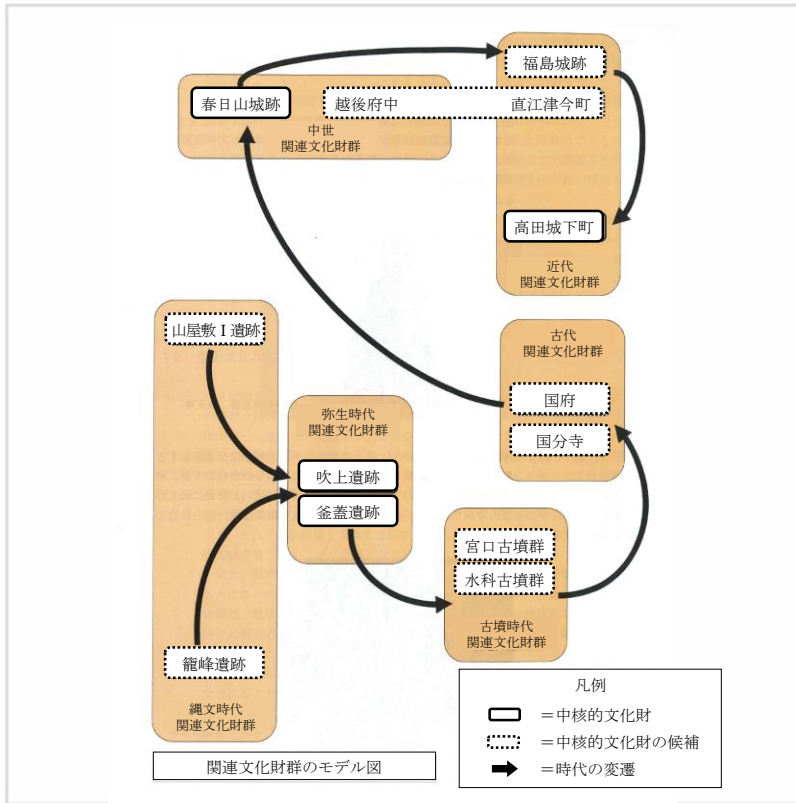 福島城跡
春日山城跡
越後府中
直江津今町
中世
関連文化財群
高田城下町
近代
関連文化財群
山屋敷Ⅰ遺跡
古代
関連文化財群
国府
国分寺
弥生時代
関連文化財群
吹上遺跡
釜蓋遺跡
宮口古墳群
水科古墳群
古墳時代
関連文化財群
籠峰遺跡
縄文時代
関連文化財群
凡例
＝中核的文化財
＝中核的文化財の候補
＝時代の変遷
関連文化財群のモデル図